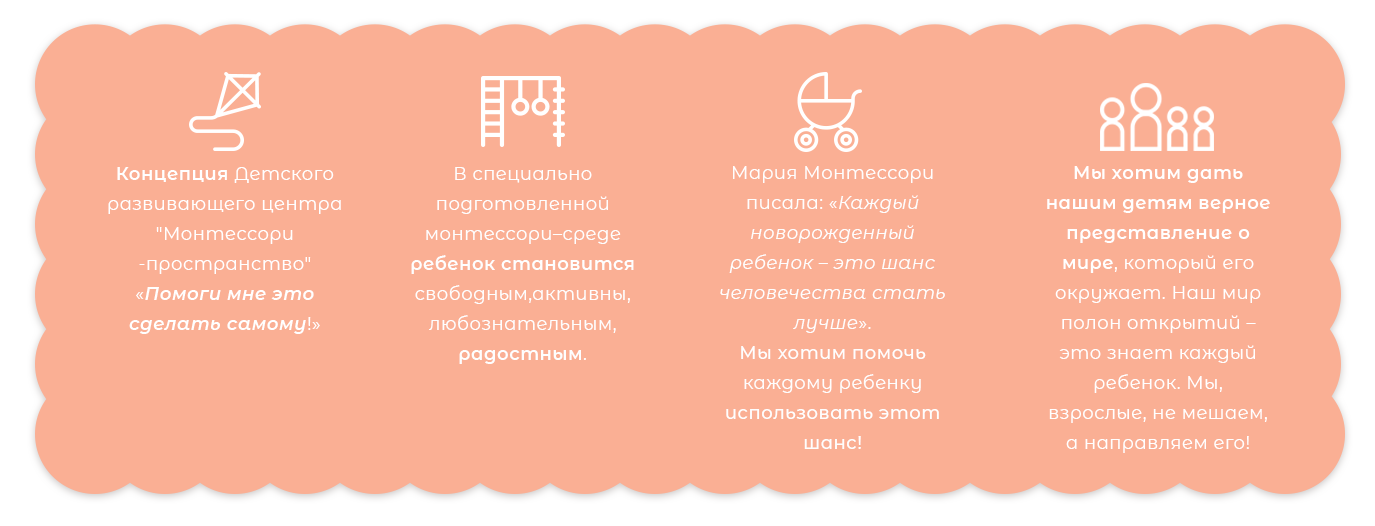 Концепция Детского
развивающего центра
"Монтессори
-пространство"
«Помоги мне это
сделать самому!»
В специально
подготовленной
монтессори–среде
ребенок становится
свободным,активны,
любознательным,
радостным.
Мария Монтессори
писала: «Каждый
новорожденный
ребенок – это шанс
человечества стать
лучше».
Мы хотим помочь
каждому ребенку
использовать этот
шанс!
Мы хотим дать
нашим детям верное
представление о
мире, который его
окружает. Наш мир
полон открытий –
это знает каждый
ребенок. Мы,
взрослые, не мешаем,
а направляем его!